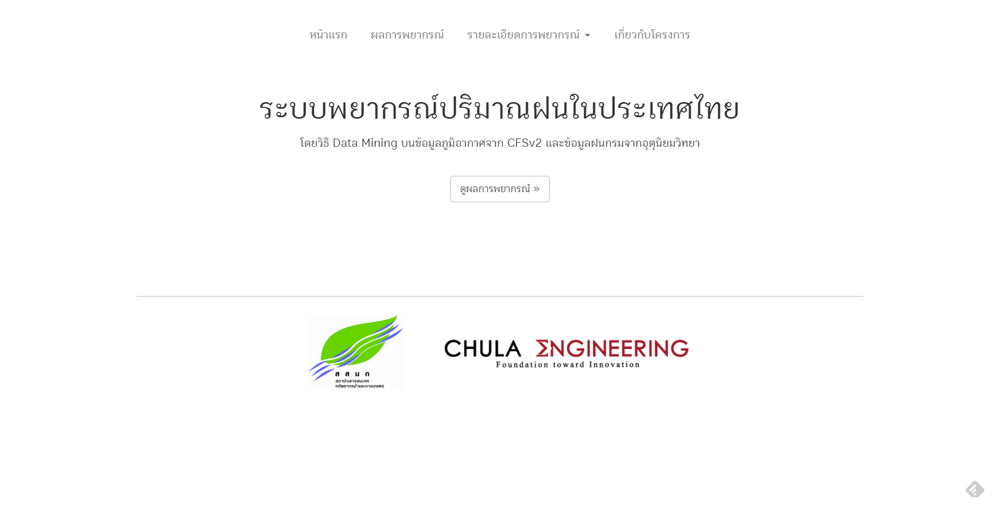 หน้าแรก ผลการพยากรณ์ รายละเอียดการพยากรณ์ เกี่ยวกับโครงการ
ระบบพยากรณ์ปริมาณฝนในประเทศไทย
โดยวิธี Data Mining บนข้อมูลภูมิอากาศจาก CFSv2 และข้อมูลฝนกรมจากอุตุนิยมวิทยา
ดูผลการพยากรณ์ »
สสนก
สถาบันสารสนเทศ
ทรัพยากรน้ำและการเกษตร
CHULA ΣNGINEERING
Foundation toward Innovation